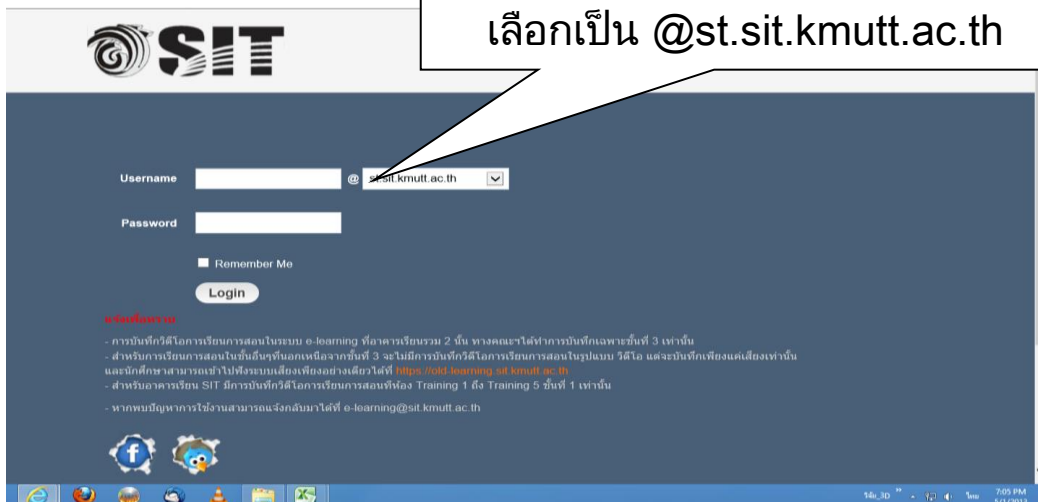 เลือกเป็น @st.sit.kmutt.ac.th
SIT
Username @ st.sit.kmutt.ac.th
Password
Remember Me
Login
แจ้งเพื่อทราบ
- การบันทึกวิดีโอการเรียนการสอนในระบบ e-learning ที่อาคารเรียนรวม 2 นั้น ทางคณะฯได้ทำการบันทึกเฉพาะชั้นที่ 3 เท่านั้น
- สำหรับการเรียนการสอนในชั้นอื่นๆที่นอกเหนือจากชั้นที่ 3 จะไม่มีการบันทึกวิดีโอการเรียนการสอนในรูปแบบ วิดีโอ แต่จะบันทึกเพียงแค่เสียงเท่านั้น
และนักศึกษาสามารถเข้าไปฟังระบบเสียงเพียงอย่างเดียวได้ที่ https://old-learning.sit.kmutt.ac.th
- สำหรับอาคารเรียน SIT มีการบันทึกวิดีโอการเรียนการสอนที่ห้อง Training 1 ถึง Training 5 ชั้นที่ 1 เท่านั้น
- หากพบปัญหาการใช้งานสามารถแจ้งกลับมาได้ที่ e-learning@sit.kmutt.ac.th
ไทย 7:05 PM
5/1/2013